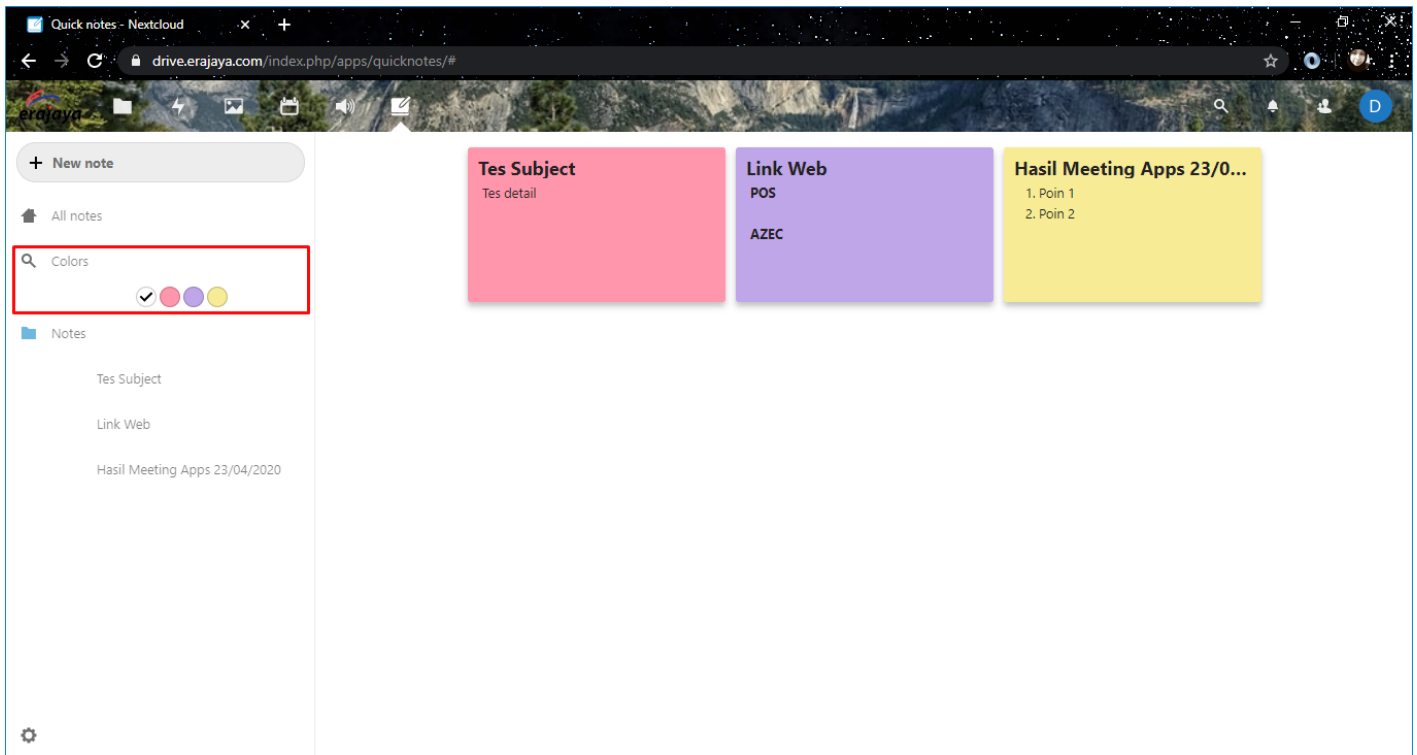 Quick notes - Nextcloud
drive.erajaya.com/index.php/apps/quicknotes/#
erajaya
D
New note
All notes
Colors
Notes
Tes Subject
Link Web
Hasil Meeting Apps 23/04/2020
Tes Subject
Tes detail
Link Web
POS
AZEC
Hasil Meeting Apps 23/0...
1. Poin 1
2. Poin 2